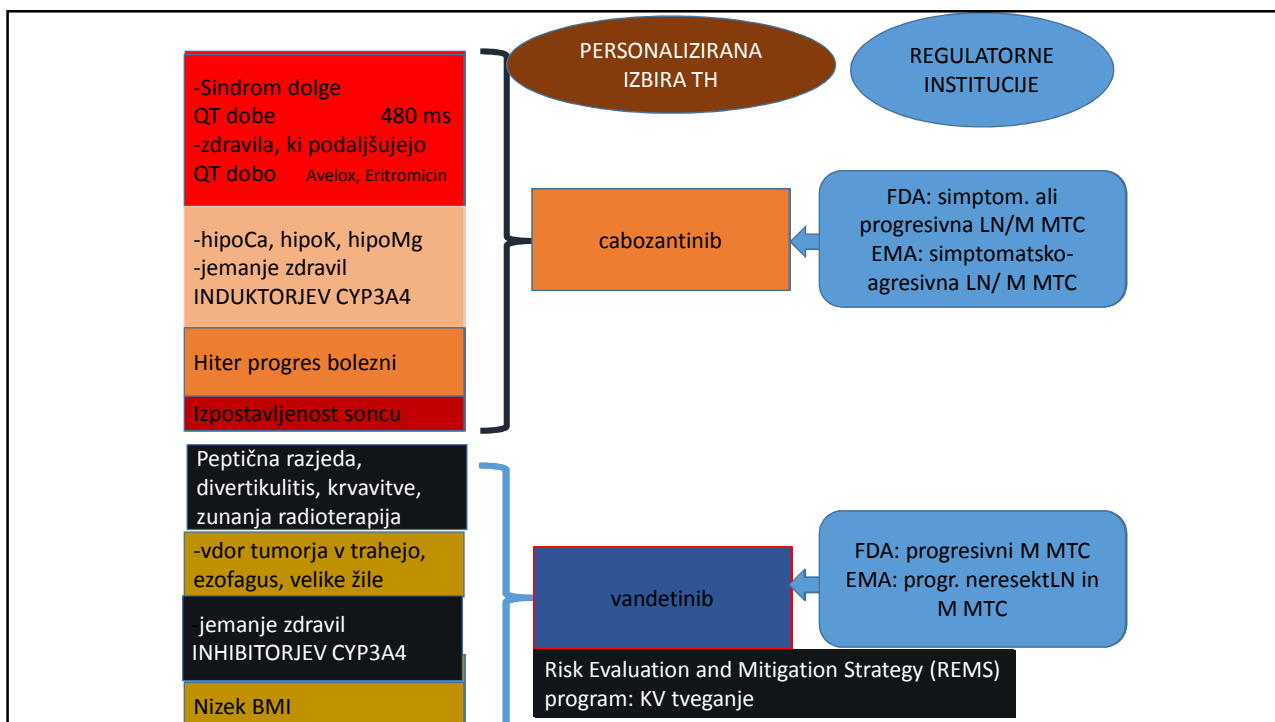 PERSONALIZIRANA
IZBIRA TH
REGULATORNE
INSTITUCIJE
-Sindrom dolge
QT dobe 480 ms
-zdravila, ki podaljšujejo
QT dobo Avelox, Eritromicin
-hipoCa, hipoK, hipoMg
-jemanje zdravil
INDUKTORJEV CYP3A4
Hiter progres bolezni
Izpostavljenost soncu
cabozantinib
FDA: simptom. ali
progresivna LN/M MTC
EMA: simptomatsko-
agresivna LN/ M MTC
Peptična razjeda,
divertikulitis, krvavitve,
zunanja radioterapija
-vdor tumorja v trahejo,
ezofagus, velike žile
-jemanje zdravil
INHIBITORJEV CYP3A4
Nizek BMI
vandetinib
FDA: progresivni M MTC
EMA: progr. neresektLN in
M MTC
Risk Evaluation and Mitigation Strategy (REMS)
program: KV tveganje